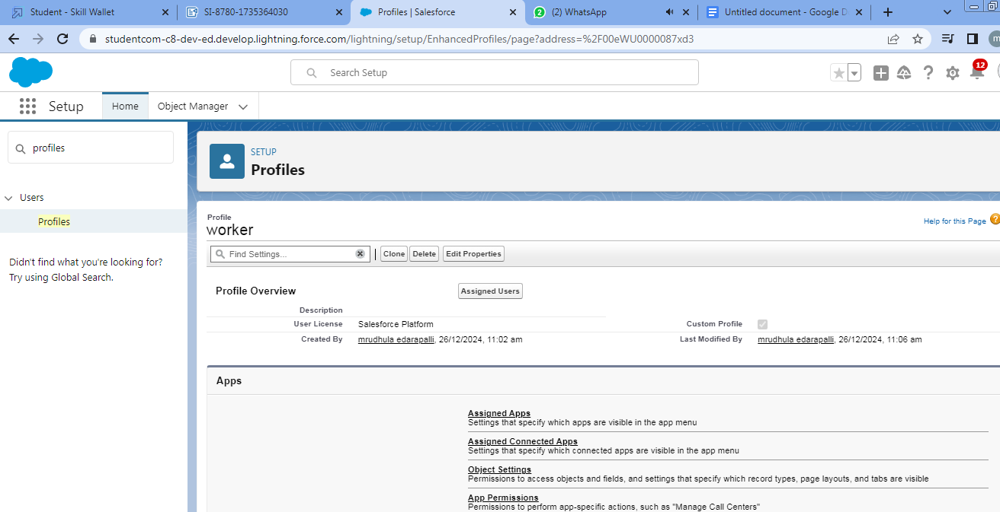 Student - Skill Wallet
SI-8780-1735364030
Profiles | Salesforce
(2) WhatsApp
Untitled document - Google D
studentcom-c8-dev-ed.develop.lightning.force.com/lightning/setup/EnhancedProfiles/page?address=%2F00eWU0000087xd3
m
Search Setup
12
Setup
Home
Object Manager
profiles
Users
Profiles
Didn't find what you're looking for?
Try using Global Search.
SETUP
Profiles
Profile
worker
Help for this Page
Find Settings...
Clone
Delete
Edit Properties
Profile Overview
Assigned Users
Description
User License Salesforce Platform
Custom Profile
Created By mrudhula edarapalli, 26/12/2024, 11:02 am
Last Modified By mrudhula edarapalli, 26/12/2024, 11:06 am
Apps
Assigned Apps
Settings that specify which apps are visible in the app menu
Assigned Connected Apps
Settings that specify which connected apps are visible in the app menu
Object Settings
Permissions to access objects and fields, and settings that specify which record types, page layouts, and tabs are visible
App Permissions
Permissions to perform app-specific actions, such as "Manage Call Centers"